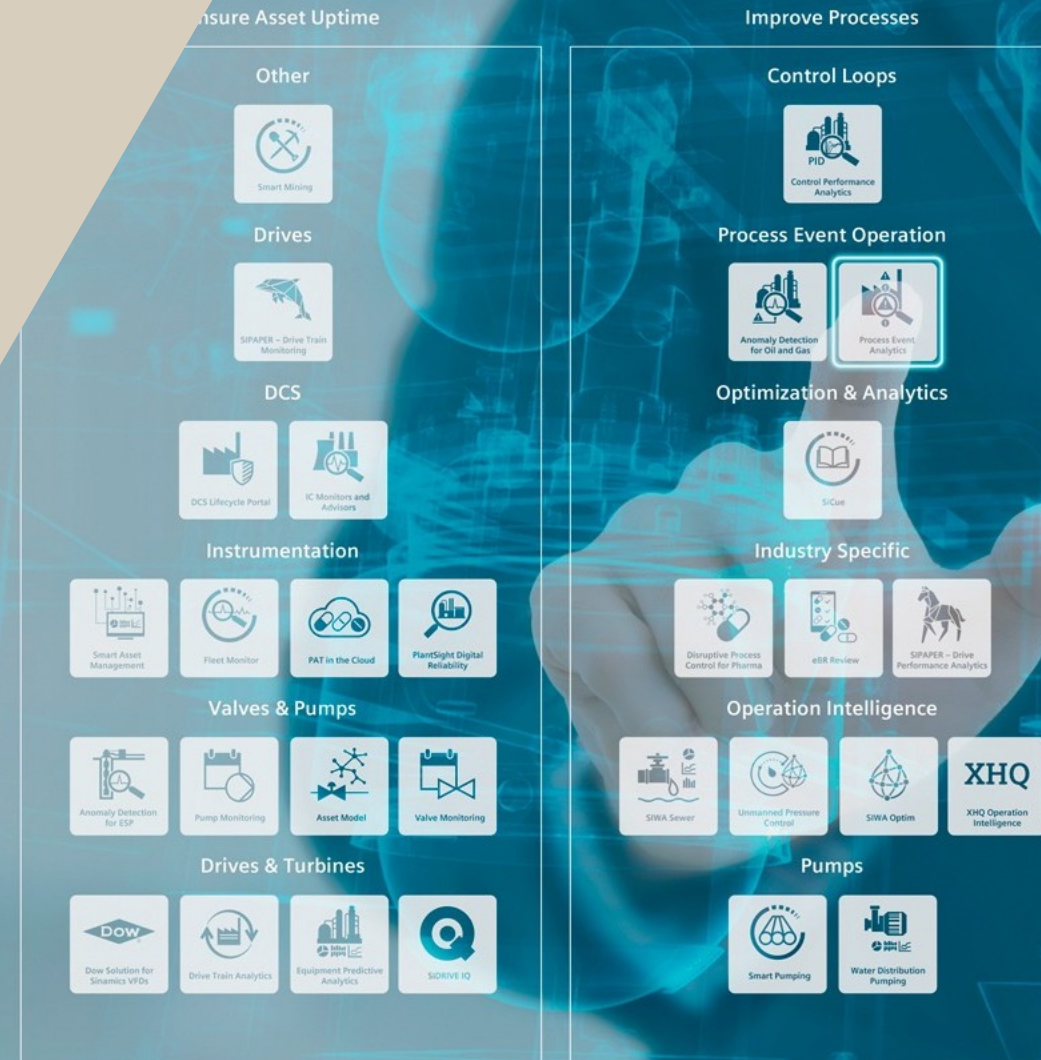 nsure Asset Uptime
Other
Smart Mining
Drives
SIPAPER – Drive Train
Monitoring
DCS
DCS Lifecycle Portal
IC Monitors and
Advisors
Instrumentation
Smart Asset
Management
Fleet Monitor
PAT in the Cloud
PlantSight Digital
Reliability
Valves & Pumps
Anomaly Detection
for ESP
Pump Monitoring
Asset Model
Valve Monitoring
Drives & Turbines
DOW
Dow Solution for
Sinamics VFDs
Drive Train Analytics
Equipment Predictive
Analytics
SiDRIVE IQ
Improve Processes
Control Loops
PID
Control Performance
Analytics
Process Event Operation
Anomaly Detection
for Oil and Gas
Process Event
Analytics
Optimization & Analytics
SiCue
Industry Specific
Disruptive Process
Control for Pharma
eBR Review
SIPAPER – Drive
Performance Analytics
Operation Intelligence
SIWA Sewer
Unmanned Pressure
Control
SIWA Optim
XHQ
XHQ Operation
Intelligence
Pumps
Smart Pumping
Water Distribution
Pumping